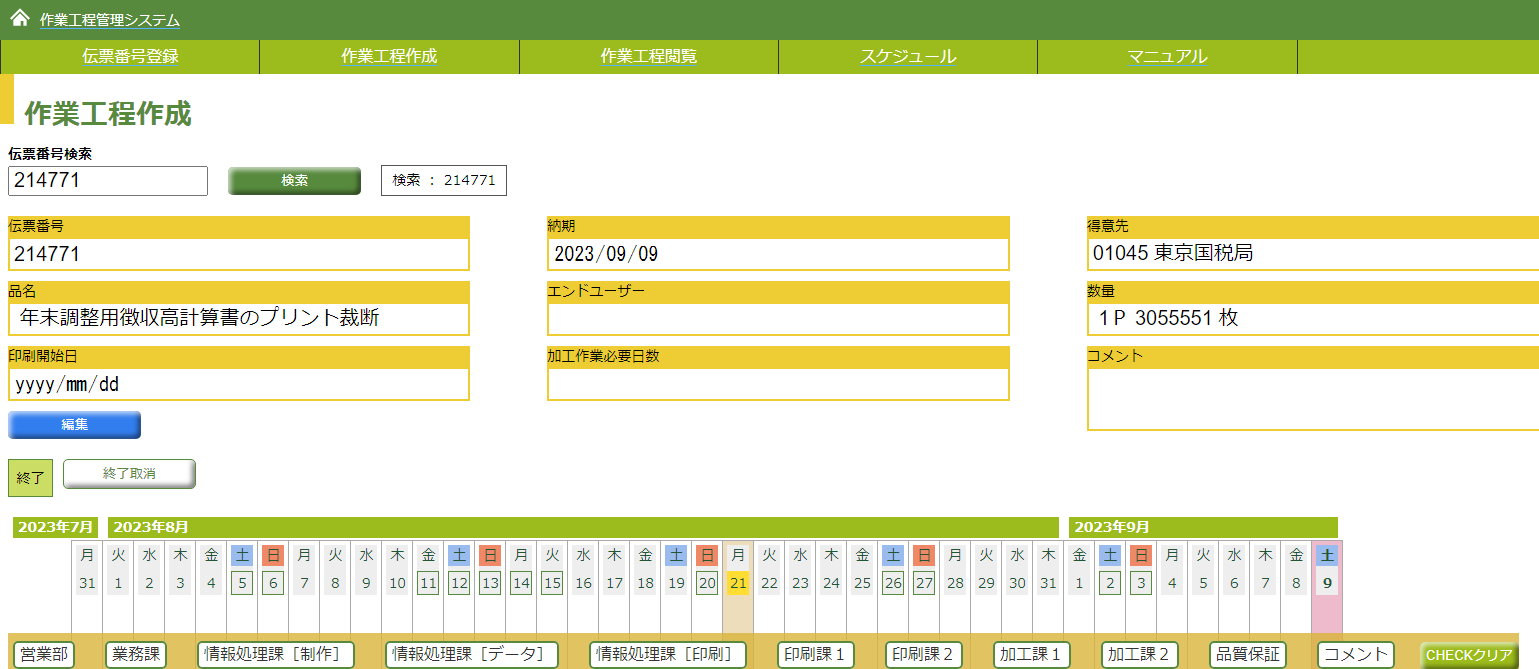 作業工程管理システム
伝票番号登録 作業工程作成 作業工程閲覧 スケジュール マニュアル
作業工程作成
伝票番号検索
214771 検索 検索 ： 214771
伝票番号 納期 得意先
214771 2023/09/09 01045 東京国税局
品名 エンドユーザー 数量
年末調整用徴収高計算書のプリント裁断 1P 3055551 枚
印刷開始日 加工作業必要日数 コメント
yyyy/mm/dd
編集
終了 終了取消
2023年7月 2023年8月 2023年9月
月 火 水 木 金 土 日 月 火 水 木 金 土 日 月 火 水 木 金 土 日 月 火 水 木 金 土 日 月 火 水 木 金 土 日 月 火 水 木 金 土
31 1 2 3 4 5 6 7 8 9 10 11 12 13 14 15 16 17 18 19 20 21 22 23 24 25 26 27 28 29 30 31 1 2 3 4 5 6 7 8 9
営業部 業務課 情報処理課［制作］ 情報処理課［データ］ 情報処理課［印刷］ 印刷課１ 印刷課２ 加工課１ 加工課２ 品質保証 コメント CHECKクリア